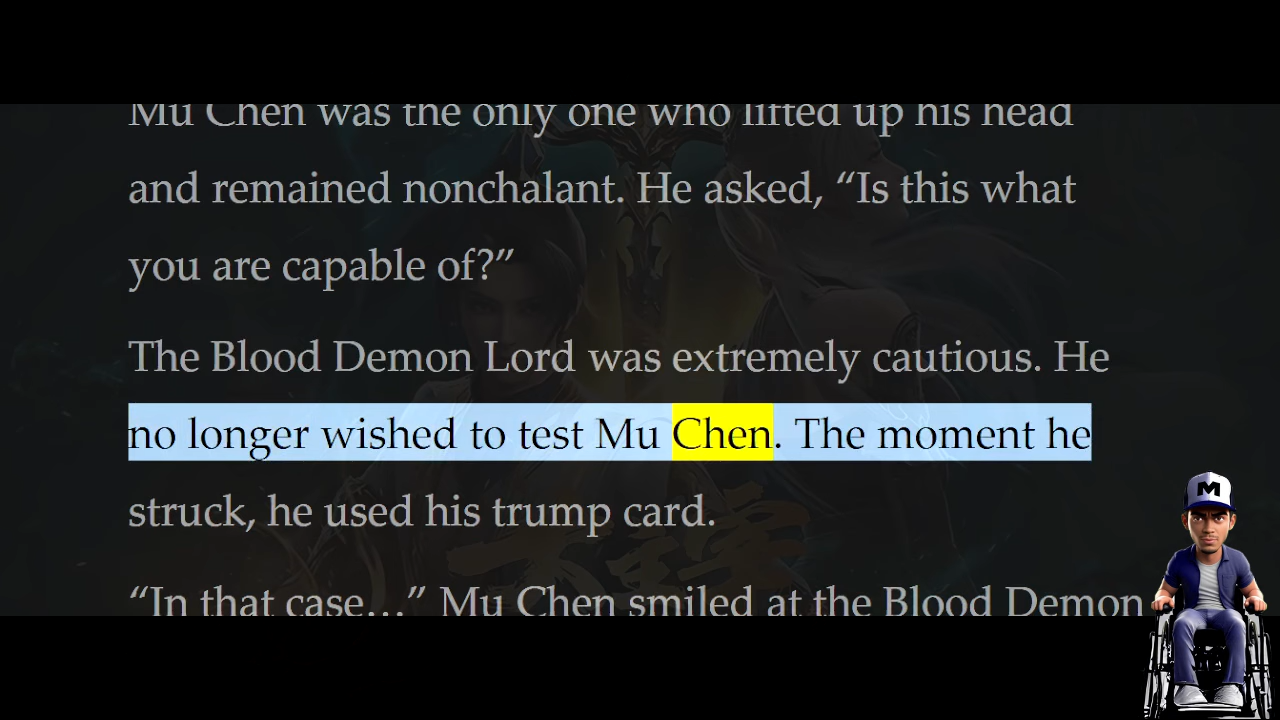 Mu Chen was the only one who lifted up his head
and remained nonchalant. He asked, “Is this what
you are capable of?”
The Blood Demon Lord was extremely cautious. He
no longer wished to test Mu Chen. The moment he
struck, he used his trump card.
“In that case…” Mu Chen smiled at the Blood Demon
M